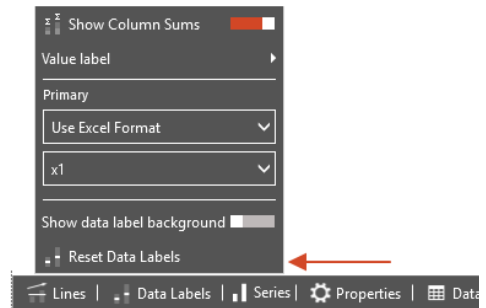 Show Column Sums
Value label
Primary
Use Excel Format
x1
Show data label background
Reset Data Labels
Lines | Data Labels | Series | Properties | Data